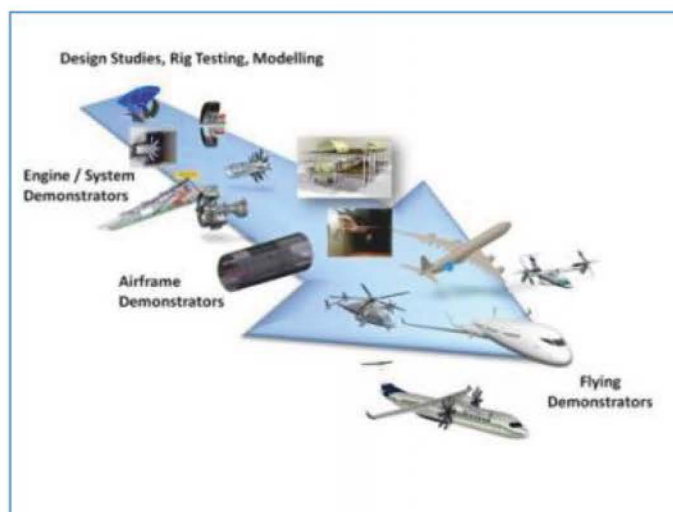 Design Studies, Rig Testing, Modelling
Engine / System
Demonstrators
Airframe
Demonstrators
Flying
Demonstrators